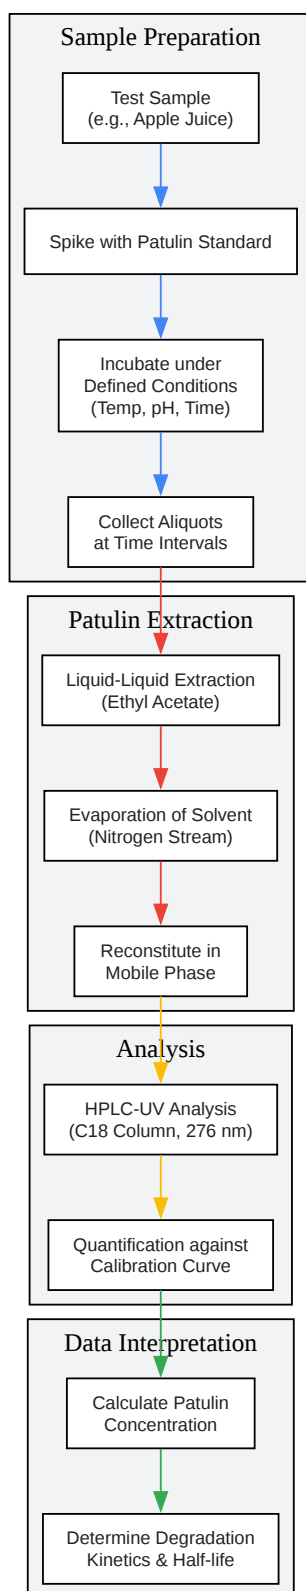 Sample Preparation
Test Sample
(e.g., Apple Juice)
Spike with Patulin Standard
Incubate under
Defined Conditions
(Temp, pH, Time)
Collect Aliquots
at Time Intervals
Patulin Extraction
Liquid-Liquid Extraction
(Ethyl Acetate)
Evaporation of Solvent
(Nitrogen Stream)
Reconstitute in
Mobile Phase
Analysis
HPLC-UV Analysis
(C18 Column, 276 nm)
Quantification against
Calibration Curve
Data Interpretation
Calculate Patulin
Concentration
Determine Degradation
Kinetics & Half-life